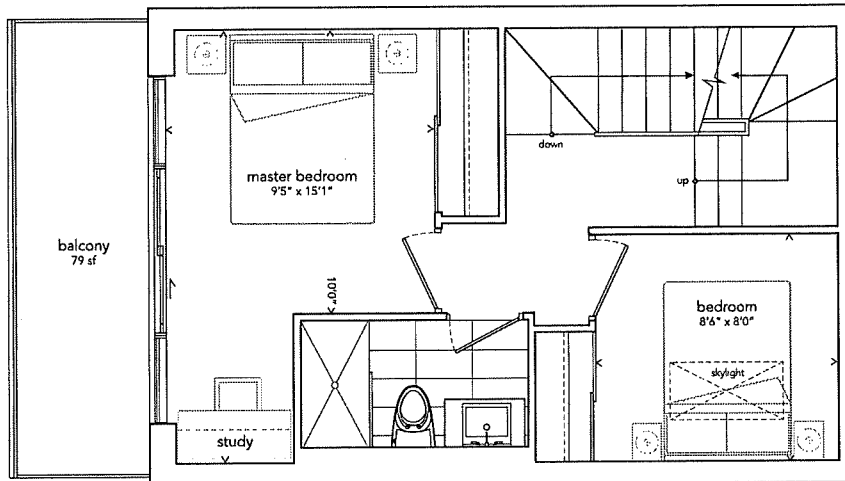 down
master bedroom
9'5" x 15'1"
up
balcony
79 sf
10'0"
bedroom
8'6" x 8'0"
skylight
study